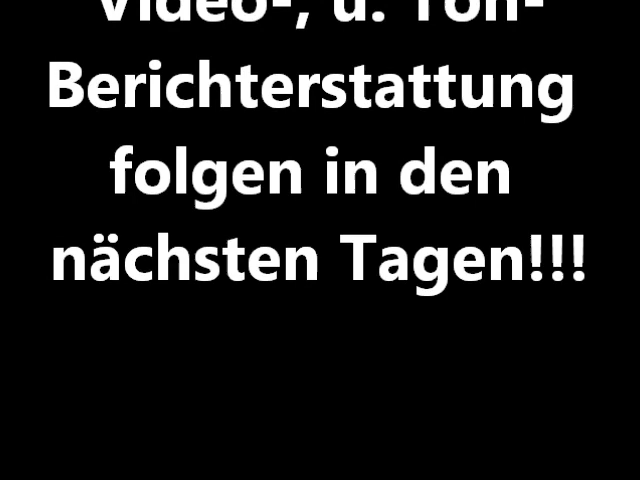 Video-, u. Ton-
Berichterstattung
folgen in den
nächsten Tagen!!!